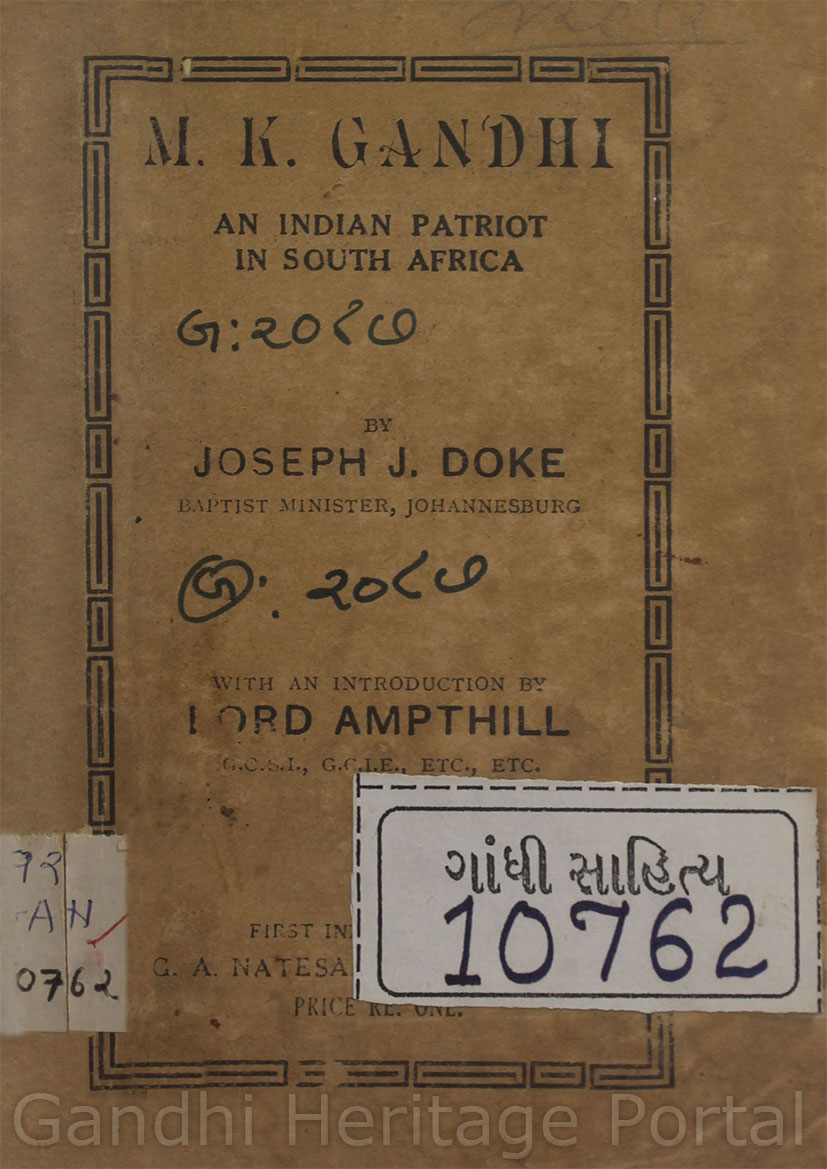 M. K. GANDHI
AN INDIAN PATRIOT
IN SOUTH AFRICA
BY
JOSEPH J. DOKE
BAPTIST MINISTER, JOHANNESBURG
WITH AN INTRODUCTION BY
LORD AMPTHILL
G.C.S.I., G.C.I.E., ETC., ETC.
ગાંધી સાહિત્ય
10762
AN
0762
FIRST IN
G. A. NATESA
PRICE RE. ONE.
Gandhi Heritage Portal